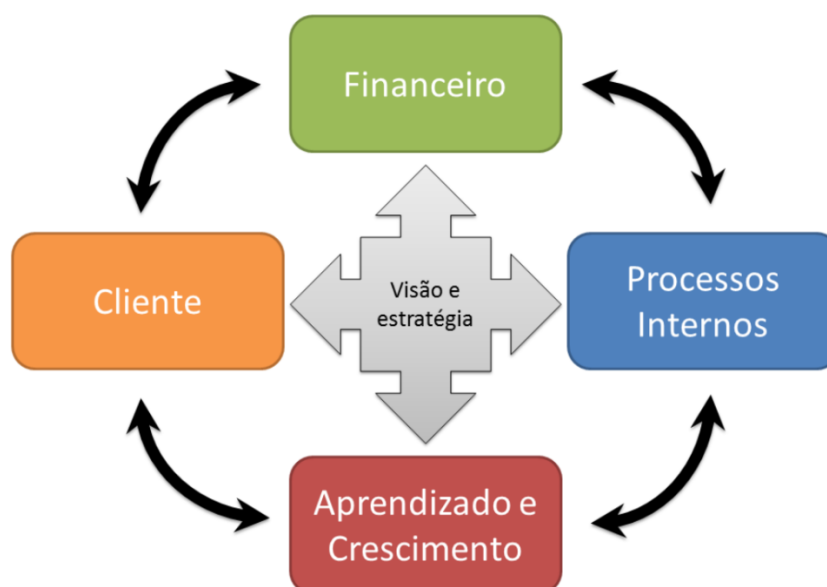 Financeiro
Cliente
Visão e
estratégia
Processos
Internos
Aprendizado e
Crescimento